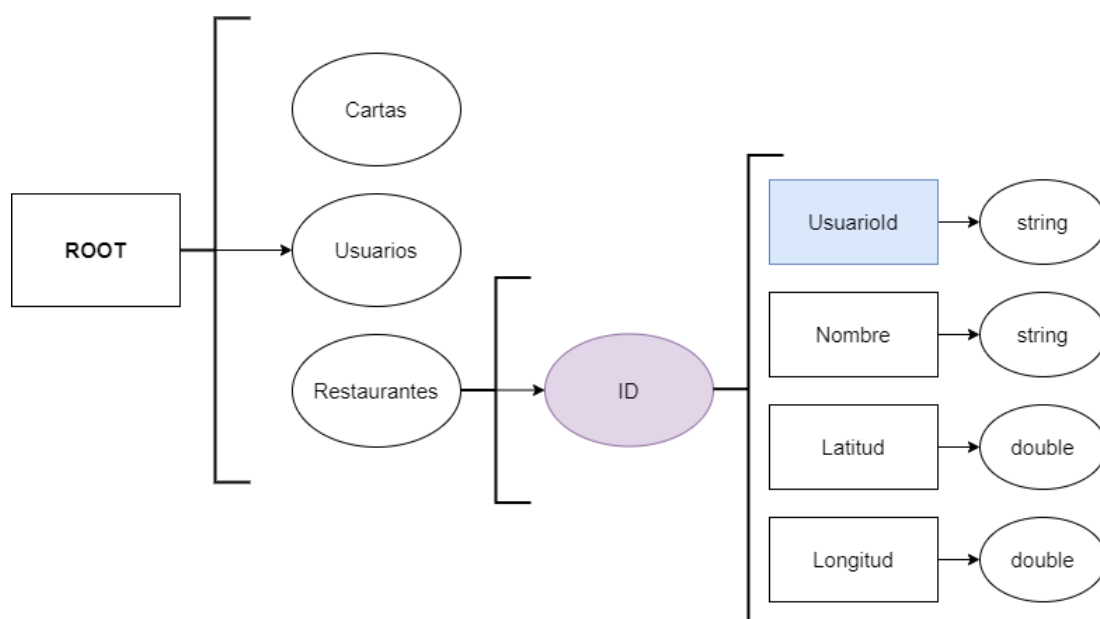 ROOT
Cartas
Usuarios
Restaurantes
ID
UsuarioId
string
Nombre
string
Latitud
double
Longitud
double